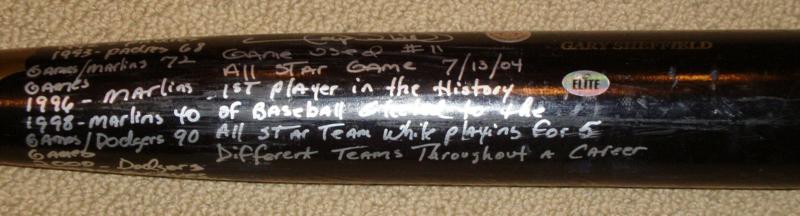 1993-Padres 68 Game Used #11
Games/Marlins 72 All Star Game 7/13/04
Games
1996-Marlins 1st Player in the History
1998-Marlins 40 of Baseball to the
Games/Dodgers 90 All Star Team While playing for 5
Games Different Teams Throughout a Career
Dodgers
GARY SHEFFIELD
ELITE